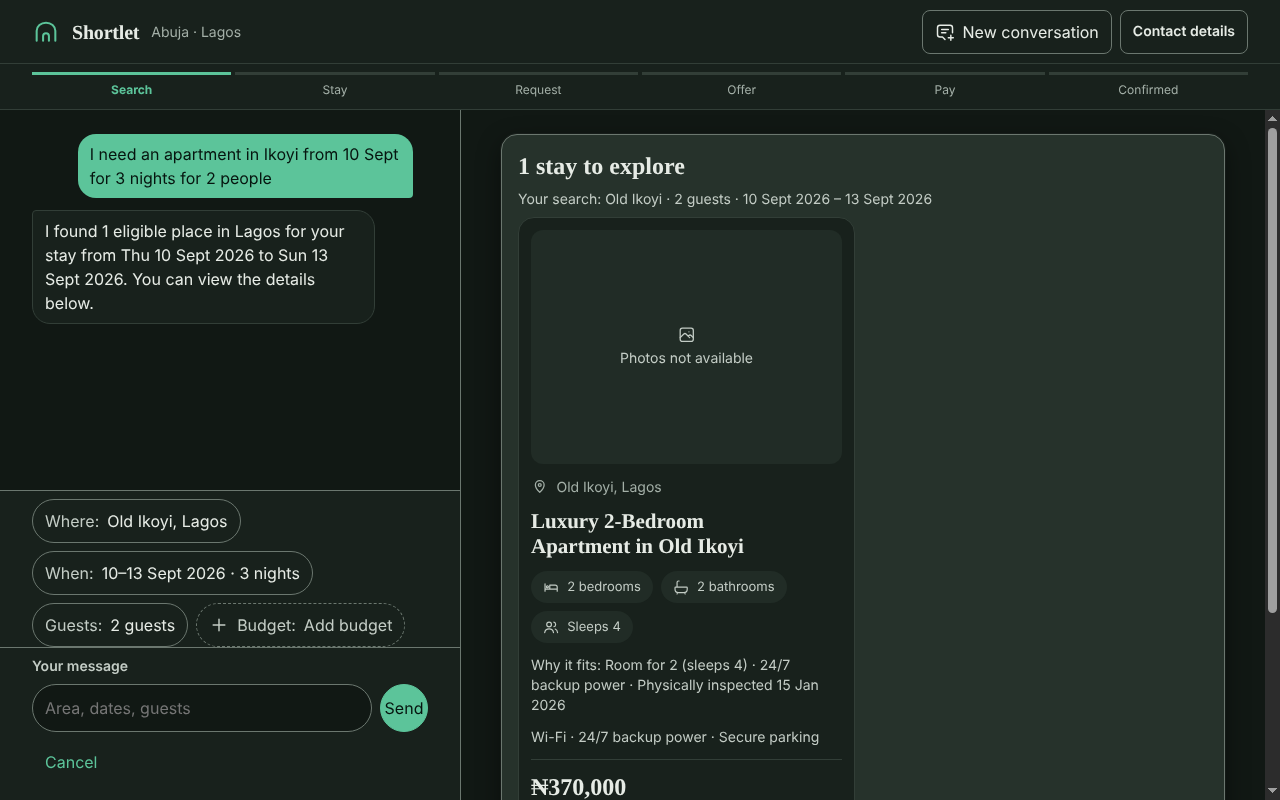 Shortlet
Abuja · Lagos
New conversation
Contact details
Search
Stay
Request
Offer
Pay
Confirmed
I need an apartment in Ikoyi from 10 Sept
for 3 nights for 2 people
I found 1 eligible place in Lagos for your
stay from Thu 10 Sept 2026 to Sun 13
Sept 2026. You can view the details
below.
Where: Old Ikoyi, Lagos
When: 10–13 Sept 2026 · 3 nights
Guests: 2 guests
Budget: Add budget
Your message
Area, dates, guests
Send
Cancel
1 stay to explore
Your search: Old Ikoyi · 2 guests · 10 Sept 2026 – 13 Sept 2026
Photos not available
Old Ikoyi, Lagos
Luxury 2-Bedroom
Apartment in Old Ikoyi
2 bedrooms
2 bathrooms
Sleeps 4
Why it fits: Room for 2 (sleeps 4) · 24/7
backup power · Physically inspected 15 Jan
2026
Wi-Fi · 24/7 backup power · Secure parking
₦370,000